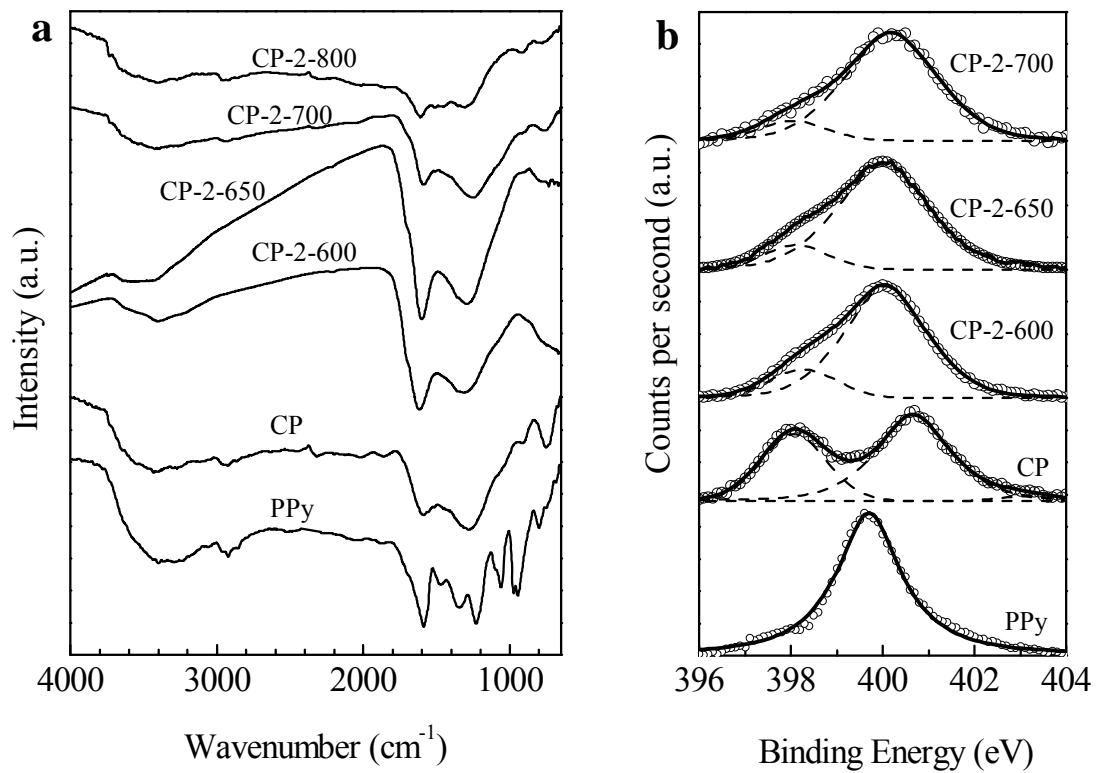 a
CP-2-800
CP-2-700
CP-2-650
CP-2-600
CP
PPy
Intensity (a.u.)
4000 3000 2000 1000
Wavenumber (cm⁻¹)
b
CP-2-700
CP-2-650
CP-2-600
CP
PPy
Counts per second (a.u.)
396 398 400 402 404
Binding Energy (eV)